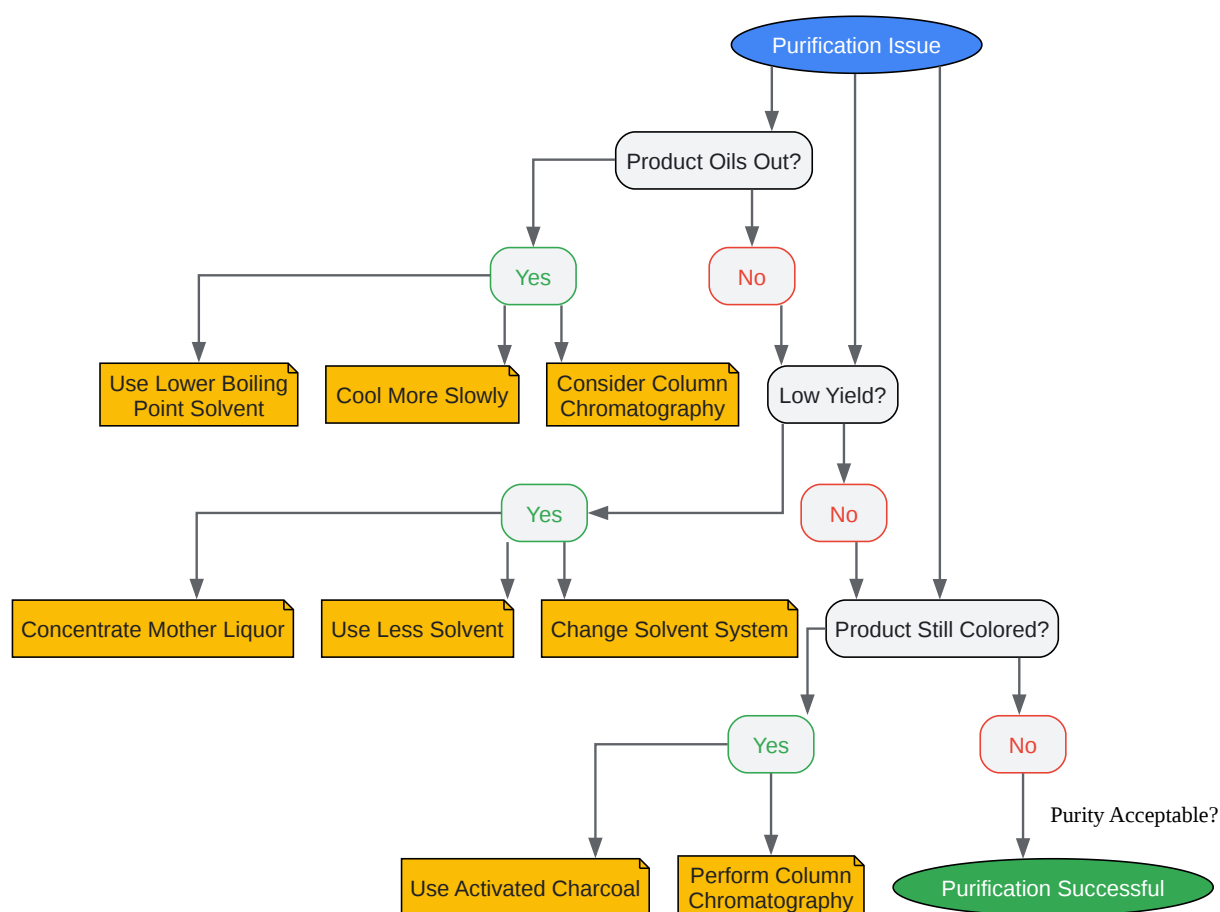 Purification Issue
Product Oils Out?
Yes
No
Use Lower Boiling
Point Solvent
Cool More Slowly
Consider Column
Chromatography
Low Yield?
Yes
No
Concentrate Mother Liquor
Use Less Solvent
Change Solvent System
Product Still Colored?
Yes
No
Purity Acceptable?
Use Activated Charcoal
Perform Column
Chromatography
Purification Successful